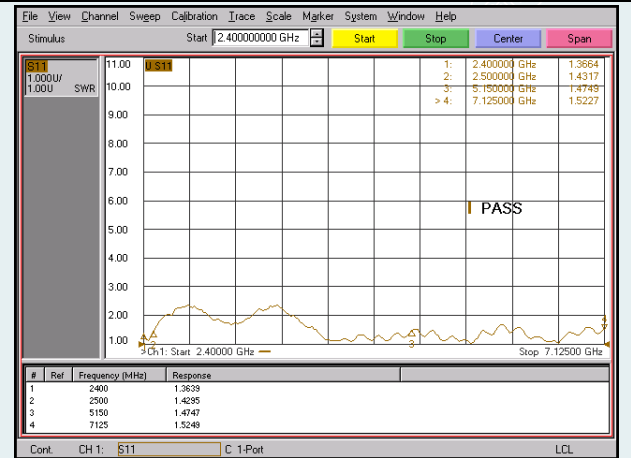 File View Channel Sweep Calibration Trace Scale Marker System Window Help
Stimulus Start 2.400000000 GHz Start Stop Center Span
S11
1.000U/
1.00U SWR
11.00
10.00
9.00
8.00
7.00
6.00
5.00
4.00
3.00
2.00
1.00
U S11
1: 2.400000 GHz 1.3664
2: 2.500000 GHz 1.4317
3: 5.150000 GHz 1.4749
> 4: 7.125000 GHz 1.5227
PASS
3
>Ch1: Start 2.40000 GHz
Stop 7.12500 GHz
# Ref Frequency (MHz) Response
1 2400 1.3639
2 2500 1.4295
3 5150 1.4747
4 7125 1.5249
Cont. CH 1: S11 C 1-Port LCL